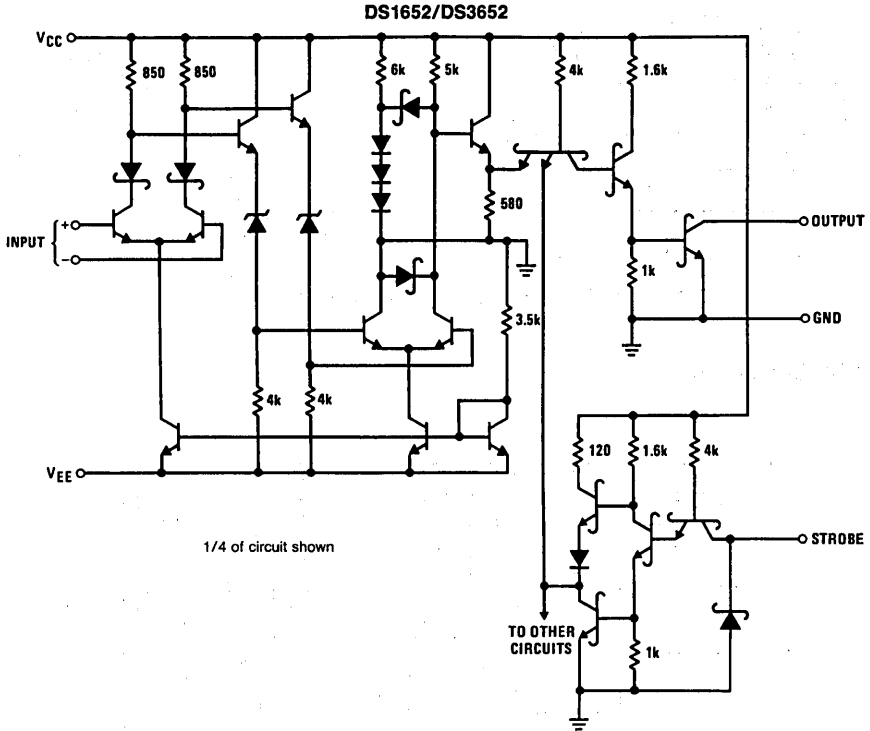 DS1652/DS3652
VCC
850
850
6k
5k
4k
1.6k
580
OUTPUT
+
INPUT {
−
1k
3.5k
GND
4k
4k
120
1.6k
4k
VEE
STROBE
1/4 of circuit shown
TO OTHER
CIRCUITS
1k